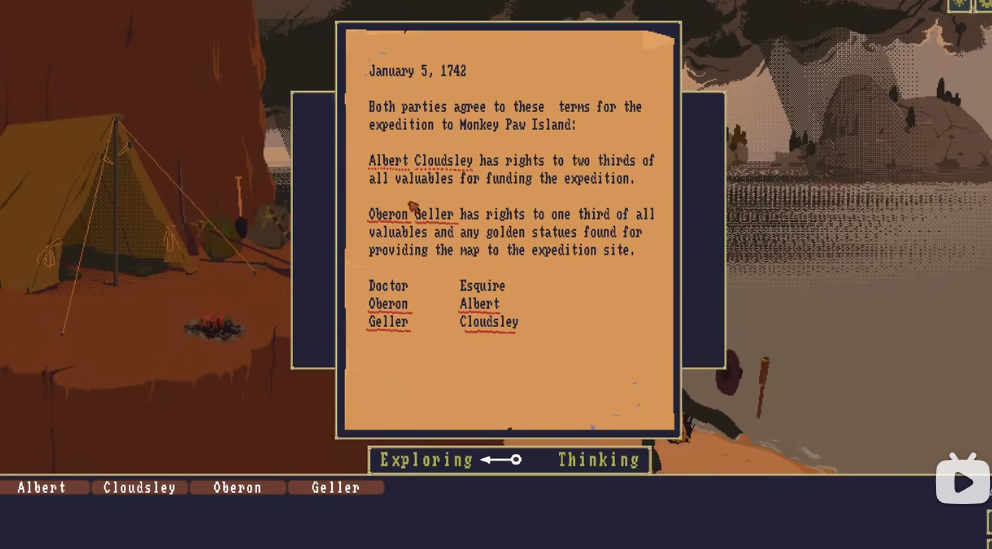 January 5, 1742
Both parties agree to these terms for the
expedition to Monkey Paw Island:
Albert Cloudsley has rights to two thirds of
all valuables for funding the expedition.
Oberon Geller has rights to one third of all
valuables and any golden statues found for
providing the map to the expedition site.
Doctor Esquire
Oberon Albert
Geller Cloudsley
Exploring Thinking
Albert Cloudsley Oberon Geller